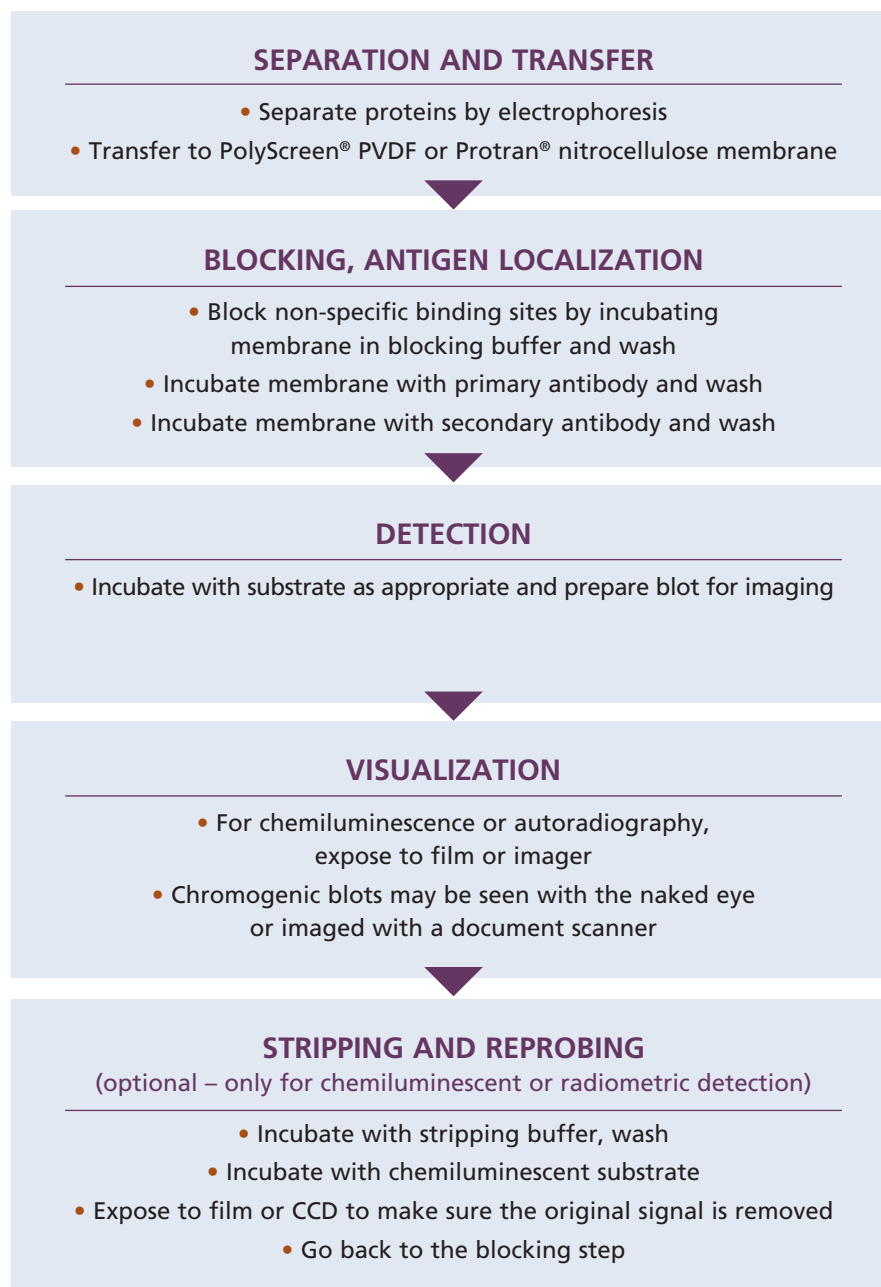 SEPARATION AND TRANSFER
• Separate proteins by electrophoresis
• Transfer to PolyScreen® PVDF or Protran® nitrocellulose membrane
BLOCKING, ANTIGEN LOCALIZATION
• Block non-specific binding sites by incubating
membrane in blocking buffer and wash
• Incubate membrane with primary antibody and wash
• Incubate membrane with secondary antibody and wash
DETECTION
• Incubate with substrate as appropriate and prepare blot for imaging
VISUALIZATION
• For chemiluminescence or autoradiography,
expose to film or imager
• Chromogenic blots may be seen with the naked eye
or imaged with a document scanner
STRIPPING AND REPROBING
(optional – only for chemiluminescent or radiometric detection)
• Incubate with stripping buffer, wash
• Incubate with chemiluminescent substrate
• Expose to film or CCD to make sure the original signal is removed
• Go back to the blocking step